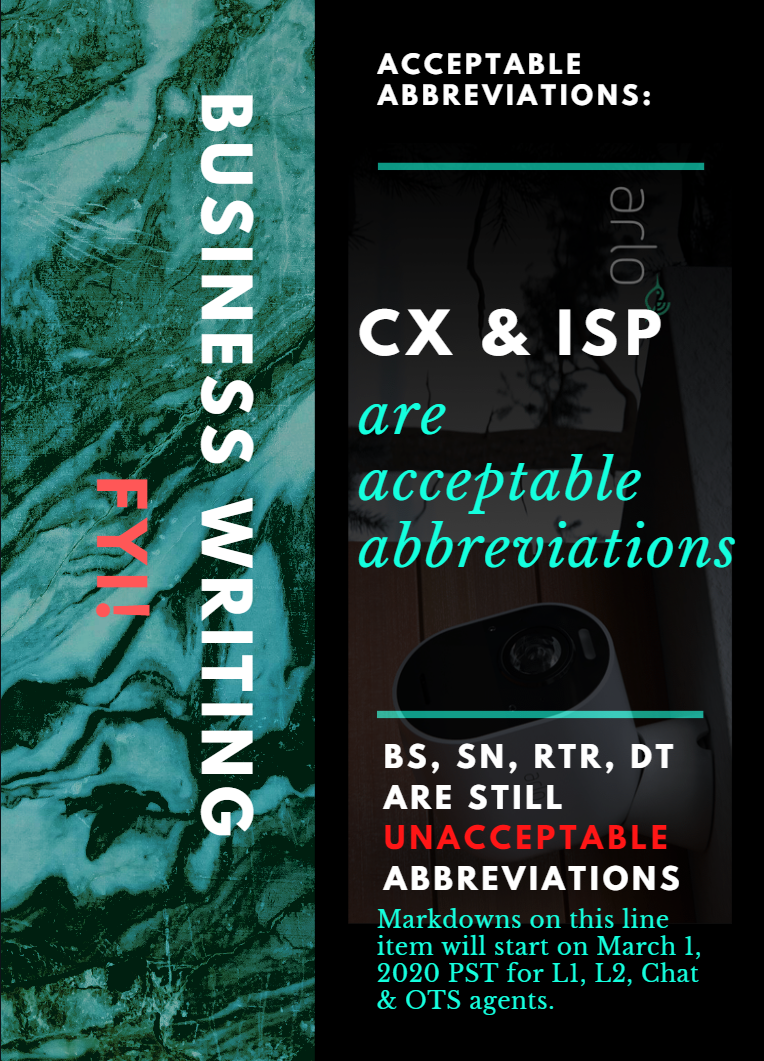 BUSINESS WRITING
FYI!
ACCEPTABLE
ABBREVIATIONS:
arlo
CX & ISP
are
acceptable
abbreviations
BS, SN, RTR, DT
ARE STILL
UNACCEPTABLE
ABBREVIATIONS
Markdowns on this line
item will start on March 1,
2020 PST for L1, L2, Chat
& OTS agents.